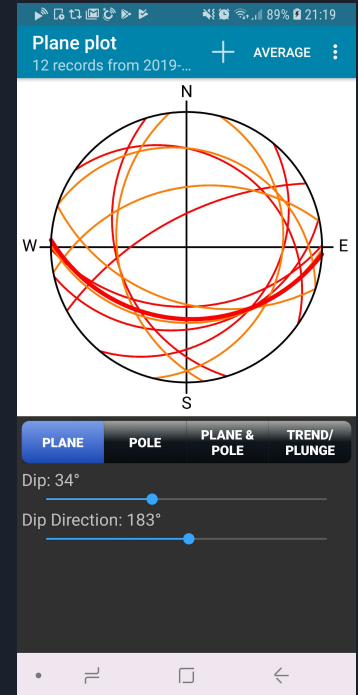 89% 21:19
Plane plot
12 records from 2019-...
AVERAGE
N
W
E
S
PLANE
POLE
PLANE &
POLE
TREND/
PLUNGE
Dip: 34°
Dip Direction: 183°